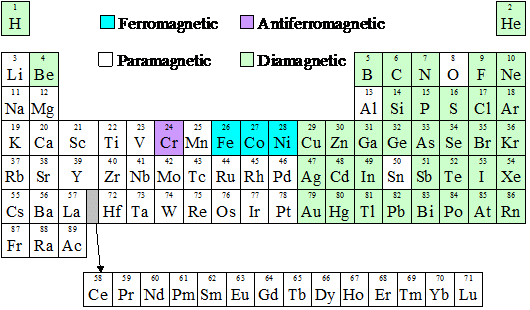 1 2
H He
Ferromagnetic Antiferromagnetic
Paramagnetic Diamagnetic
3 4 5 6 7 8 9 10
Li Be B C N O F Ne
11 12 13 14 15 16 17 18
Na Mg Al Si P S Cl Ar
19 20 21 22 23 24 25 26 27 28 29 30 31 32 33 34 35 36
K Ca Sc Ti V Cr Mn Fe Co Ni Cu Zn Ga Ge As Se Br Kr
37 38 39 40 41 42 43 44 45 46 47 48 49 50 51 52 53 54
Rb Sr Y Zr Nb Mo Tc Ru Rh Pd Ag Cd In Sn Sb Te I Xe
55 56 57 72 73 74 75 76 77 78 79 80 81 82 83 84 85 86
Cs Ba La Hf Ta W Re Os Ir Pt Au Hg Tl Pb Bi Po At Rn
87 88 89
Fr Ra Ac
58 59 60 61 62 63 64 65 66 67 68 69 70 71
Ce Pr Nd Pm Sm Eu Gd Tb Dy Ho Er Tm Yb Lu